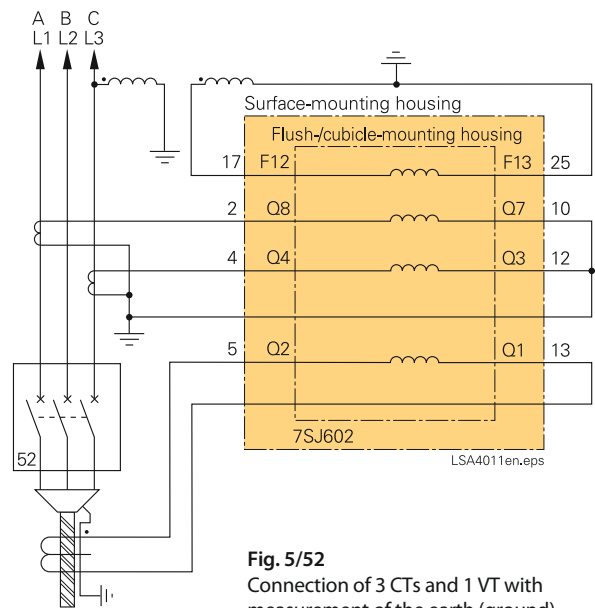 A B C
L1 L2 L3
Surface-mounting housing
Flush-/cubicle-mounting housing
17 F12 F13 25
2 Q8 Q7 10
4 Q4 Q3 12
5 Q2 Q1 13
52
7SJ602
LSA4011en.eps
Fig. 5/52
Connection of 3 CTs and 1 VT with
measurement of the earth (ground)